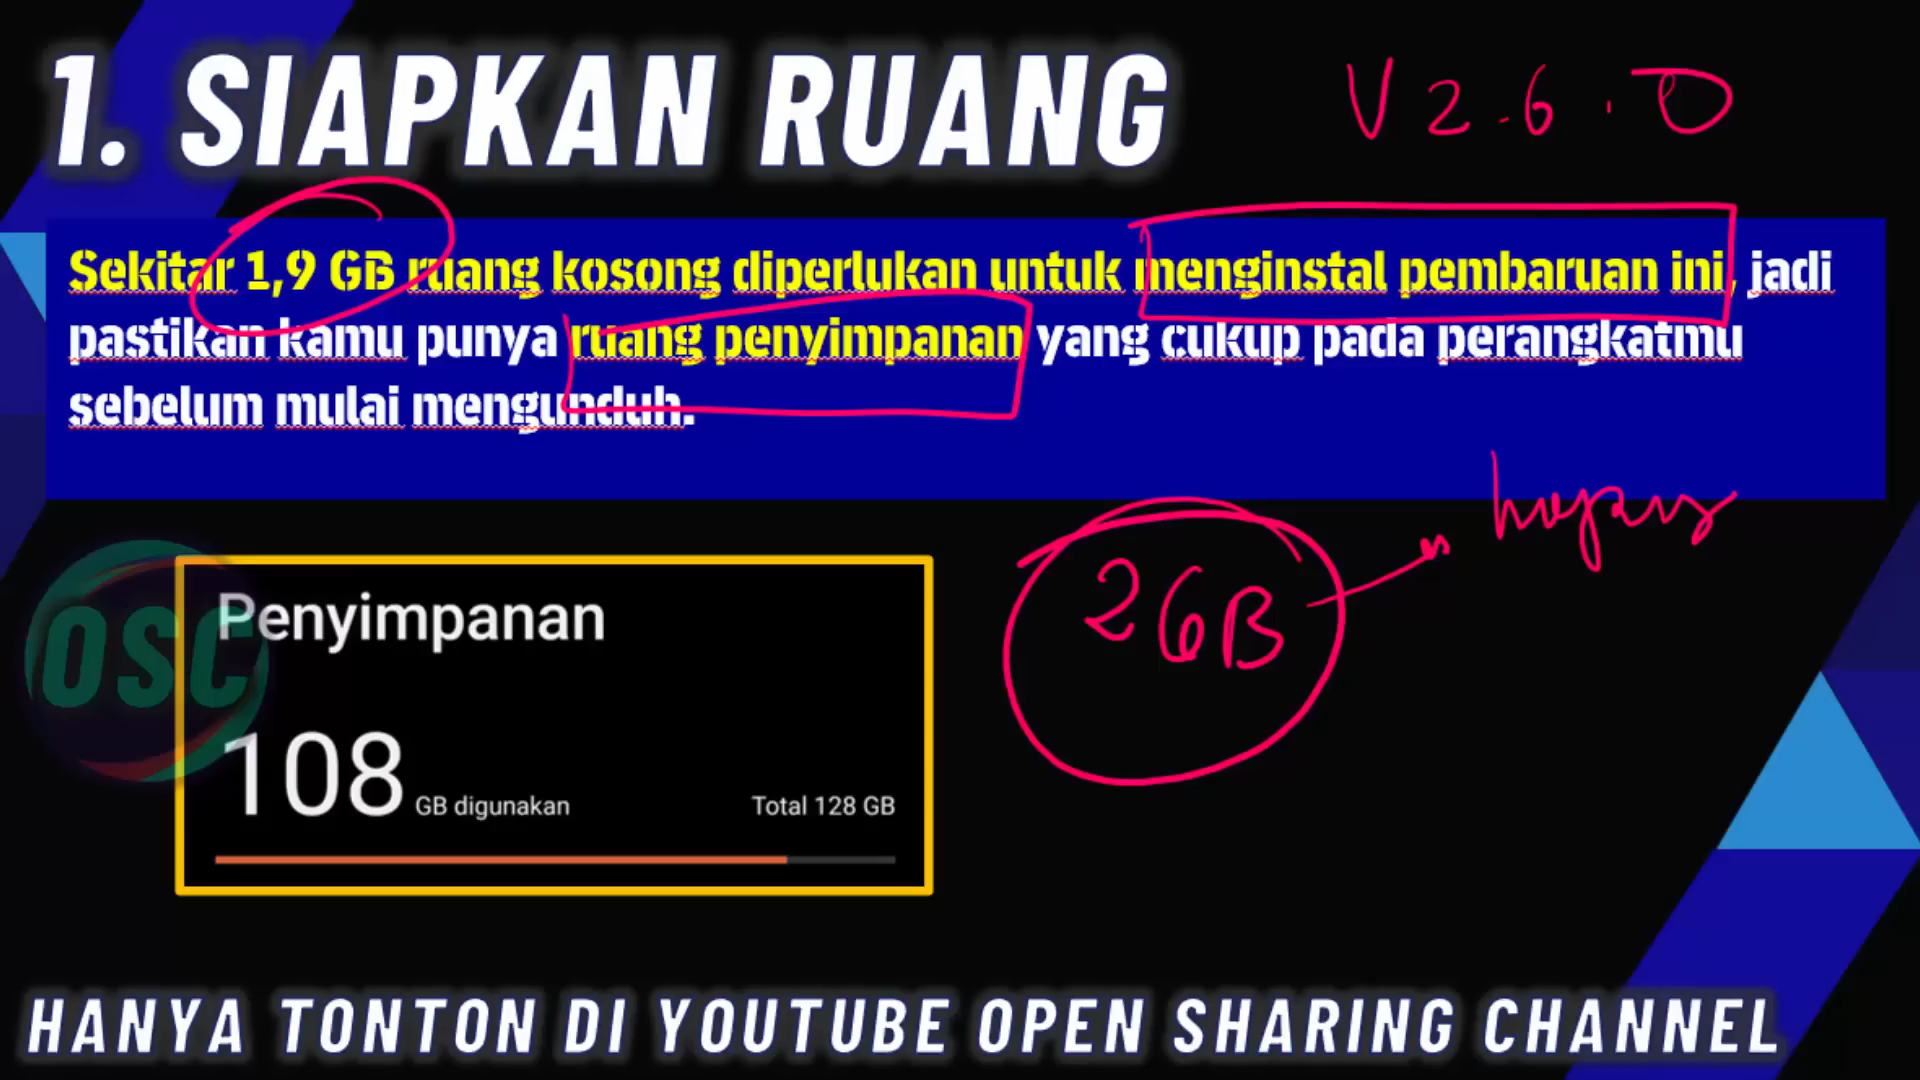 1. SIAPKAN RUANG
V 2.6.0
Sekitar 1,9 GB ruang kosong diperlukan untuk menginstal pembaruan ini, jadi
pastikan kamu punya ruang penyimpanan yang cukup pada perangkatmu
sebelum mulai mengunduh.
2GB
OSC
Penyimpanan
108 GB digunakan Total 128 GB
HANYA TONTON DI YOUTUBE OPEN SHARING CHANNEL